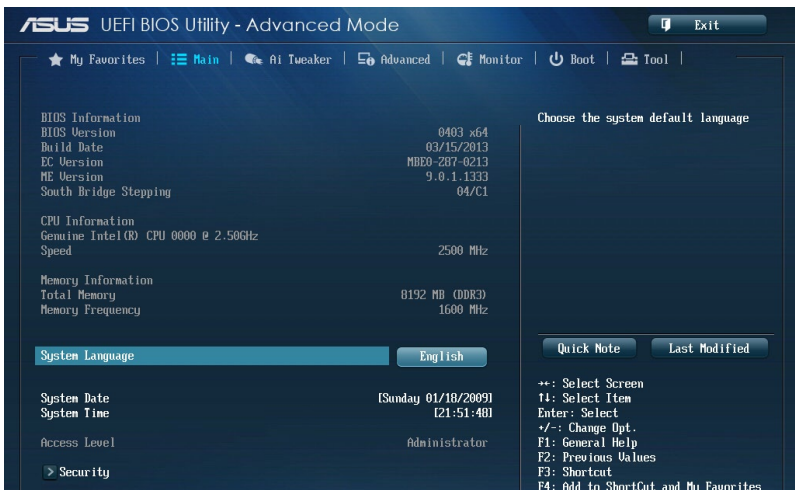 ASUS UEFI BIOS Utility - Advanced Mode
Exit
My Favorites | Main | Ai Tweaker | Advanced | Monitor | Boot | Tool |
BIOS Information
BIOS Version 0403 x64
Build Date 03/15/2013
EC Version MBE0-Z87-0213
ME Version 9.0.1.1333
South Bridge Stepping 04/C1
CPU Information
Genuine Intel(R) CPU 0000 @ 2.50GHz
Speed 2500 MHz
Memory Information
Total Memory 8192 MB (DDR3)
Memory Frequency 1600 MHz
System Language English
System Date [Sunday 01/18/2009]
System Time [21:51:48]
Access Level Administrator
> Security
Choose the system default language
Quick Note Last Modified
→←: Select Screen
↑↓: Select Item
Enter: Select
+/-: Change Opt.
F1: General Help
F2: Previous Values
F3: Shortcut
F4: Add to ShortCut and My Favorites